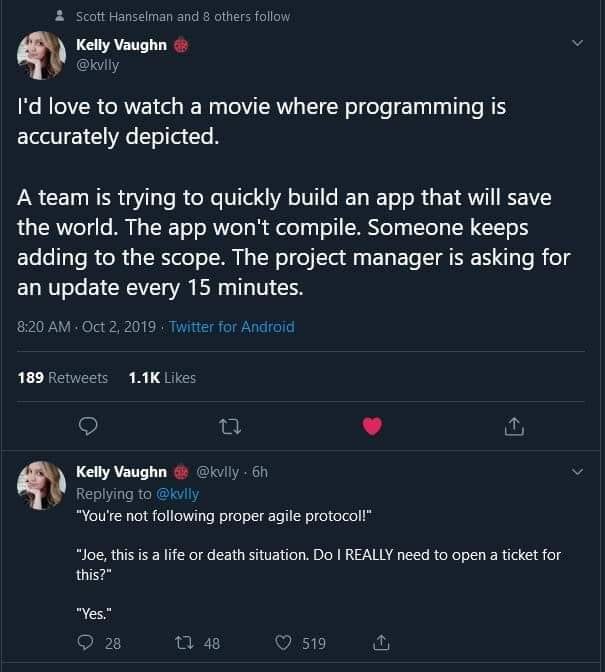 Scott Hanselman and 8 others follow
Kelly Vaughn 🐞
@kvlly
I'd love to watch a movie where programming is
accurately depicted.
A team is trying to quickly build an app that will save
the world. The app won't compile. Someone keeps
adding to the scope. The project manager is asking for
an update every 15 minutes.
8:20 AM · Oct 2, 2019 · Twitter for Android
189 Retweets 1.1K Likes
Kelly Vaughn 🐞 @kvlly · 6h
Replying to @kvlly
"You're not following proper agile protocol!"
"Joe, this is a life or death situation. Do I REALLY need to open a ticket for
this?"
"Yes."
28 48 519